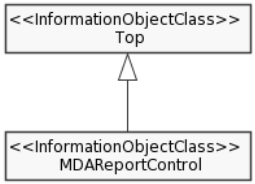 <<InformationObjectClass>>
Top
<<InformationObjectClass>>
MDAReportControl